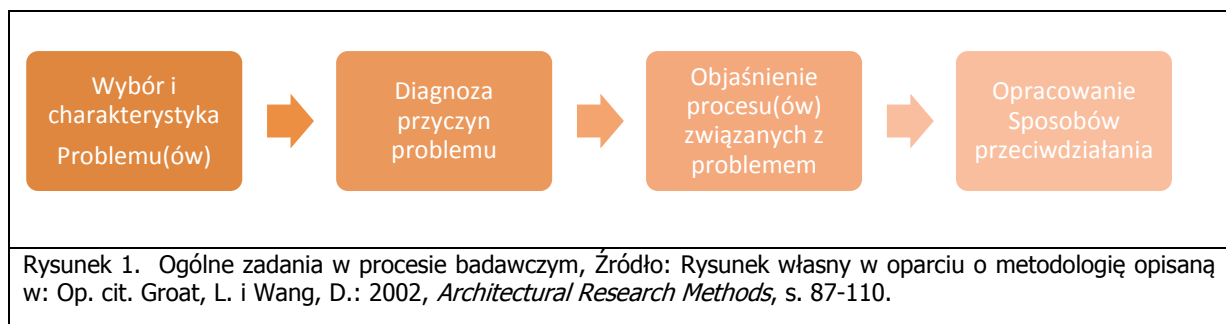 Wybór i
charakterystyka
Problemu(ów)
Diagnoza
przyczyn
problemu
Objaśnienie
procesu(ów)
związanych z
problemem
Opracowanie
Sposobów
przeciwdziałania
Rysunek 1. Ogólne zadania w procesie badawczym, Źródło: Rysunek własny w oparciu o metodologię opisaną
w: Op. cit. Groat, L. i Wang, D.: 2002, Architectural Research Methods, s. 87-110.